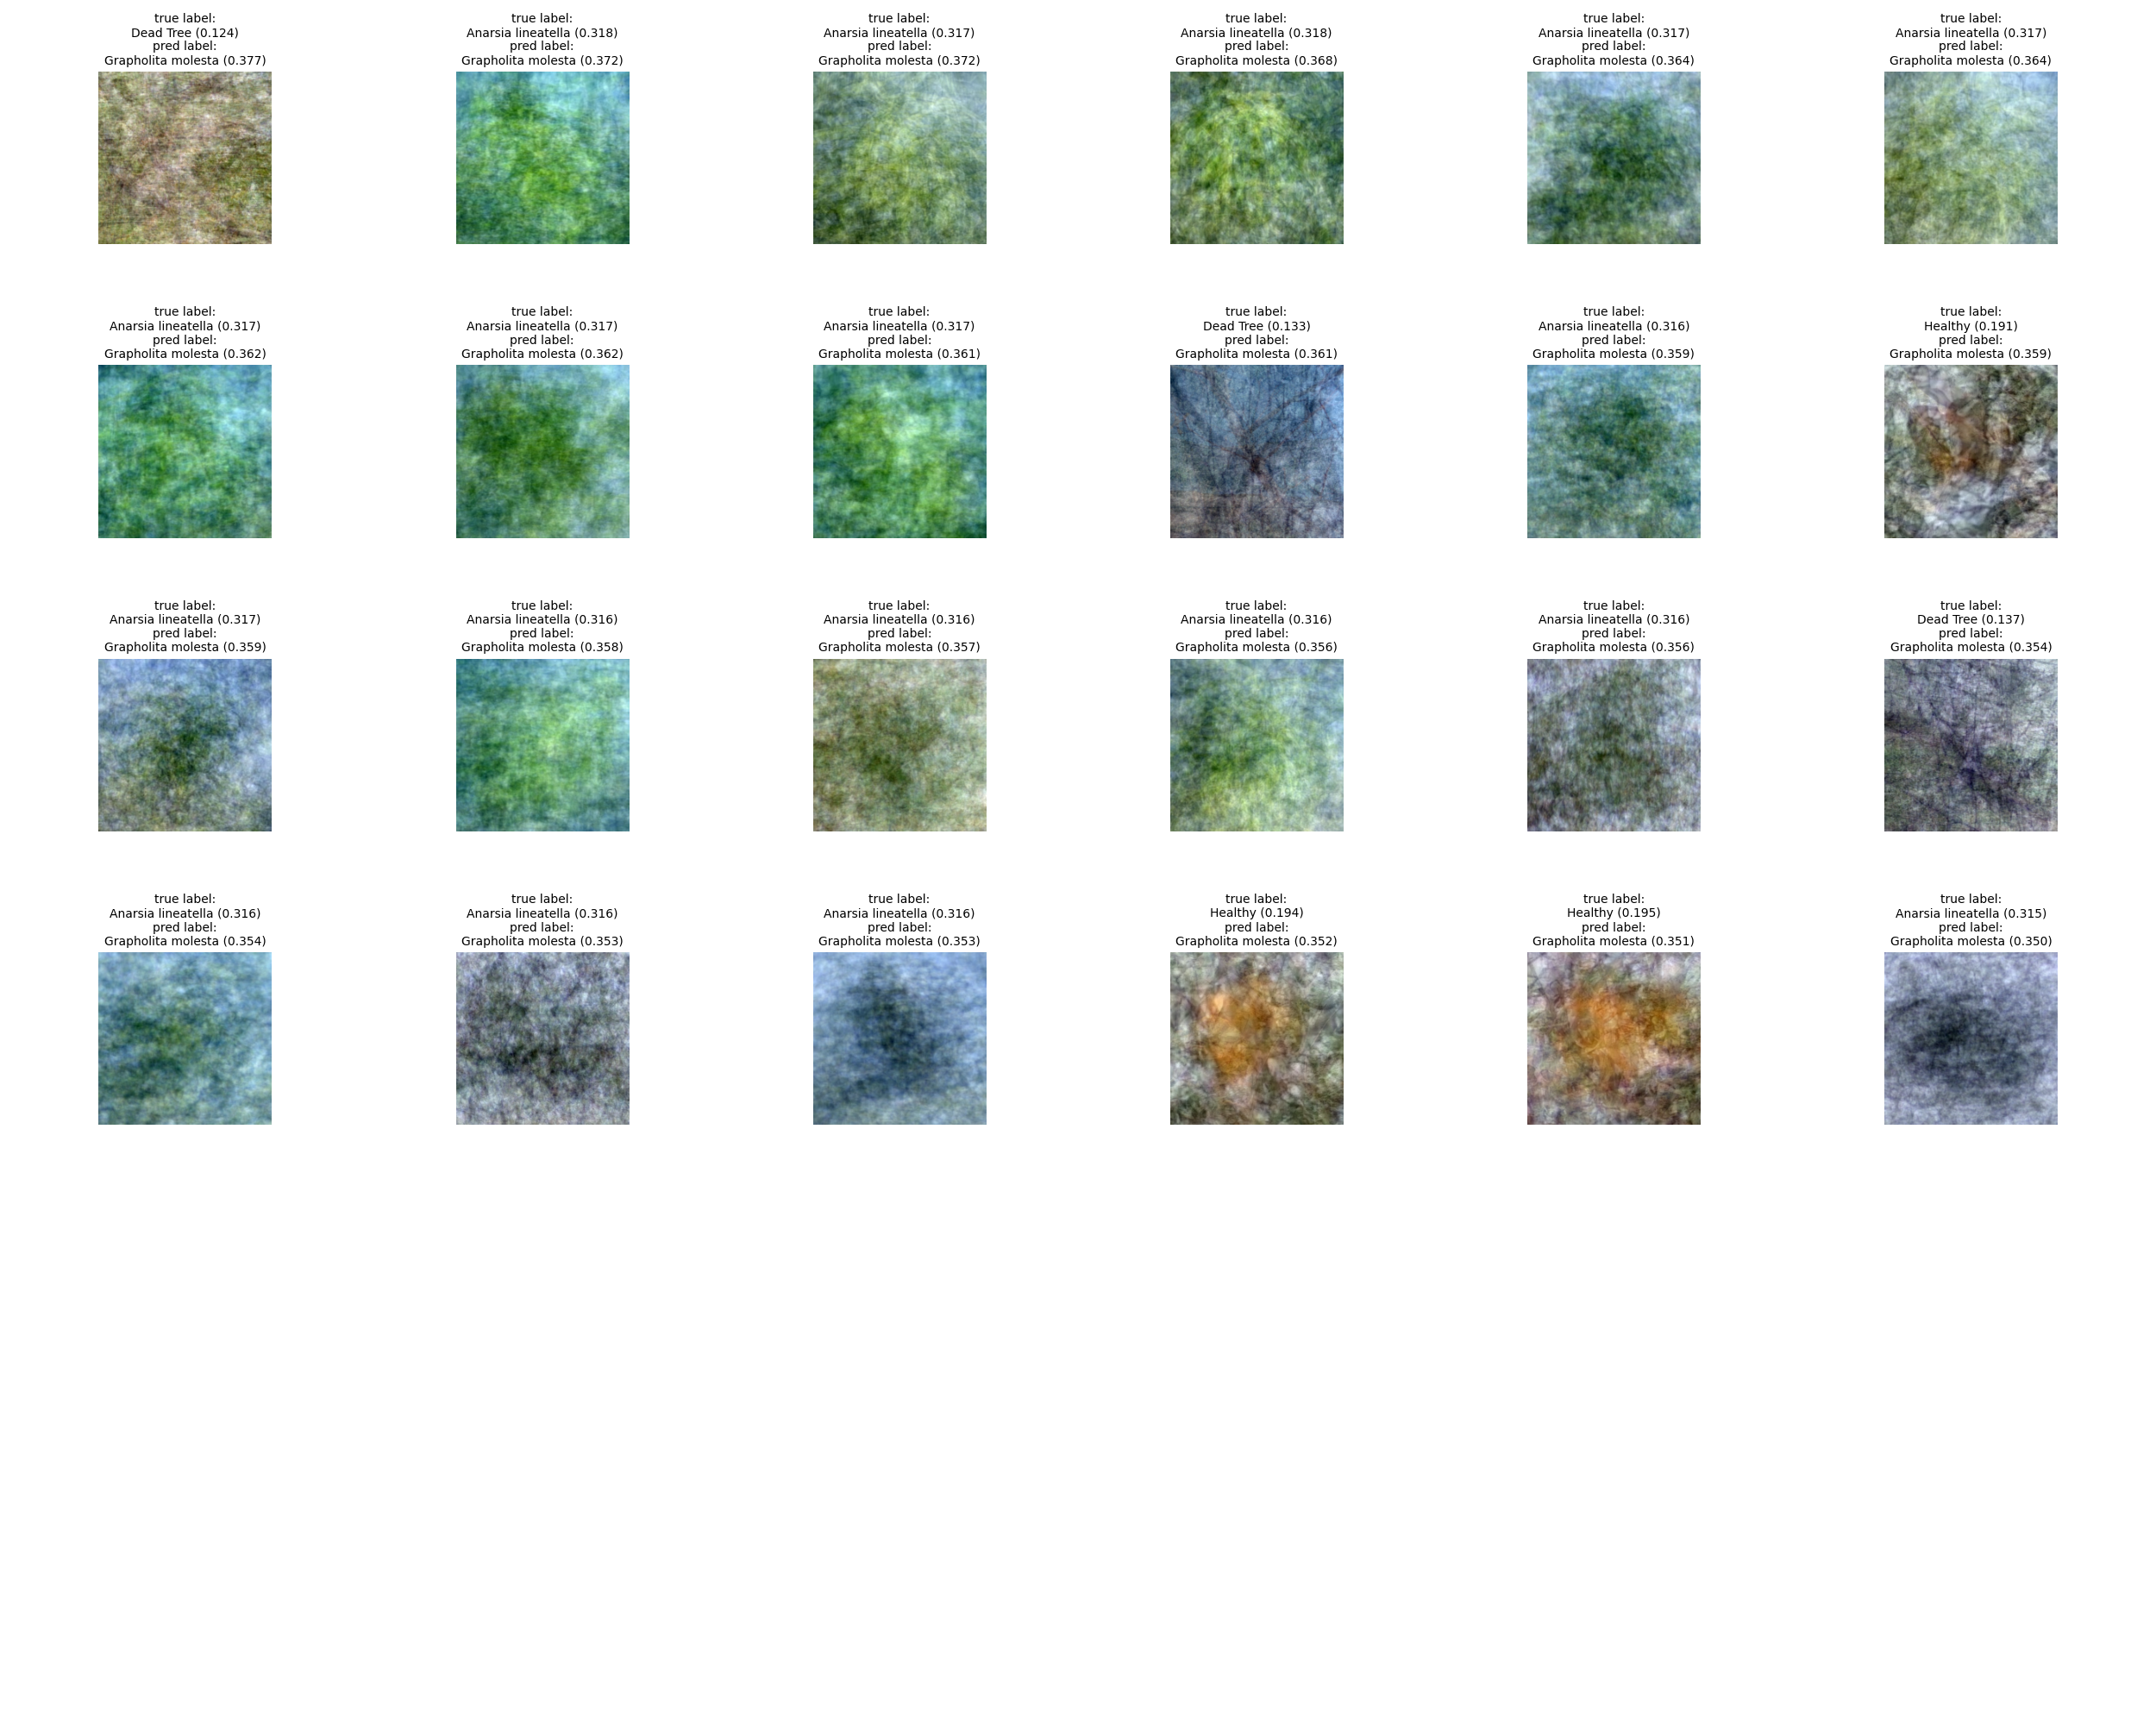 true label:
Dead Tree (0.124)
pred label:
Grapholita molesta (0.377)
true label:
Anarsia lineatella (0.318)
pred label:
Grapholita molesta (0.372)
true label:
Anarsia lineatella (0.317)
pred label:
Grapholita molesta (0.372)
true label:
Anarsia lineatella (0.318)
pred label:
Grapholita molesta (0.368)
true label:
Anarsia lineatella (0.317)
pred label:
Grapholita molesta (0.364)
true label:
Anarsia lineatella (0.317)
pred label:
Grapholita molesta (0.364)
true label:
Anarsia lineatella (0.317)
pred label:
Grapholita molesta (0.362)
true label:
Anarsia lineatella (0.317)
pred label:
Grapholita molesta (0.362)
true label:
Anarsia lineatella (0.317)
pred label:
Grapholita molesta (0.361)
true label:
Dead Tree (0.133)
pred label:
Grapholita molesta (0.361)
true label:
Anarsia lineatella (0.316)
pred label:
Grapholita molesta (0.359)
true label:
Healthy (0.191)
pred label:
Grapholita molesta (0.359)
true label:
Anarsia lineatella (0.317)
pred label:
Grapholita molesta (0.359)
true label:
Anarsia lineatella (0.316)
pred label:
Grapholita molesta (0.358)
true label:
Anarsia lineatella (0.316)
pred label:
Grapholita molesta (0.357)
true label:
Anarsia lineatella (0.316)
pred label:
Grapholita molesta (0.356)
true label:
Anarsia lineatella (0.316)
pred label:
Grapholita molesta (0.356)
true label:
Dead Tree (0.137)
pred label:
Grapholita molesta (0.354)
true label:
Anarsia lineatella (0.316)
pred label:
Grapholita molesta (0.354)
true label:
Anarsia lineatella (0.316)
pred label:
Grapholita molesta (0.353)
true label:
Anarsia lineatella (0.316)
pred label:
Grapholita molesta (0.353)
true label:
Healthy (0.194)
pred label:
Grapholita molesta (0.352)
true label:
Healthy (0.195)
pred label:
Grapholita molesta (0.351)
true label:
Anarsia lineatella (0.315)
pred label:
Grapholita molesta (0.350)